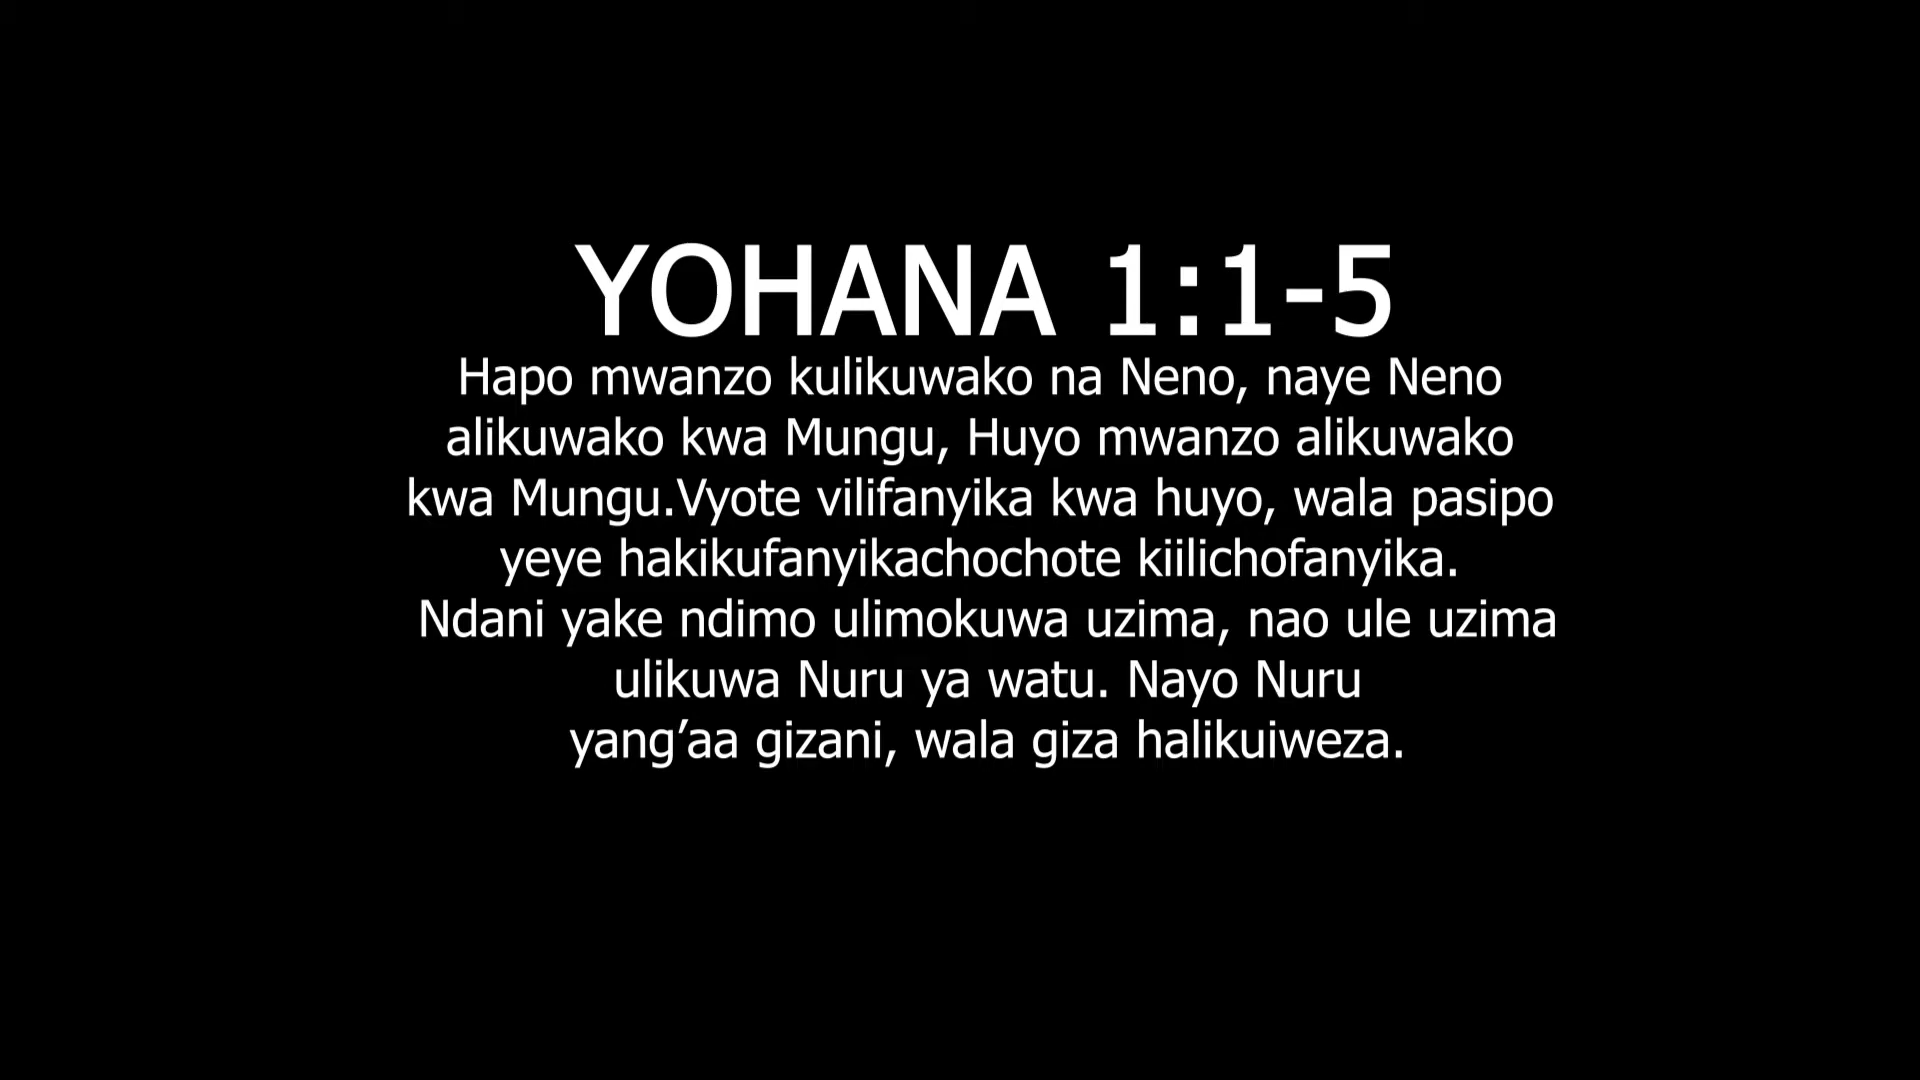 YOHANA 1:1-5
Hapo mwanzo kulikuwako na Neno, naye Neno
alikuwako kwa Mungu, Huyo mwanzo alikuwako
kwa Mungu.Vyote vilifanyika kwa huyo, wala pasipo
yeye hakikufanyikachochote kiilichofanyika.
Ndani yake ndimo ulimokuwa uzima, nao ule uzima
ulikuwa Nuru ya watu. Nayo Nuru
yang’aa gizani, wala giza halikuiweza.